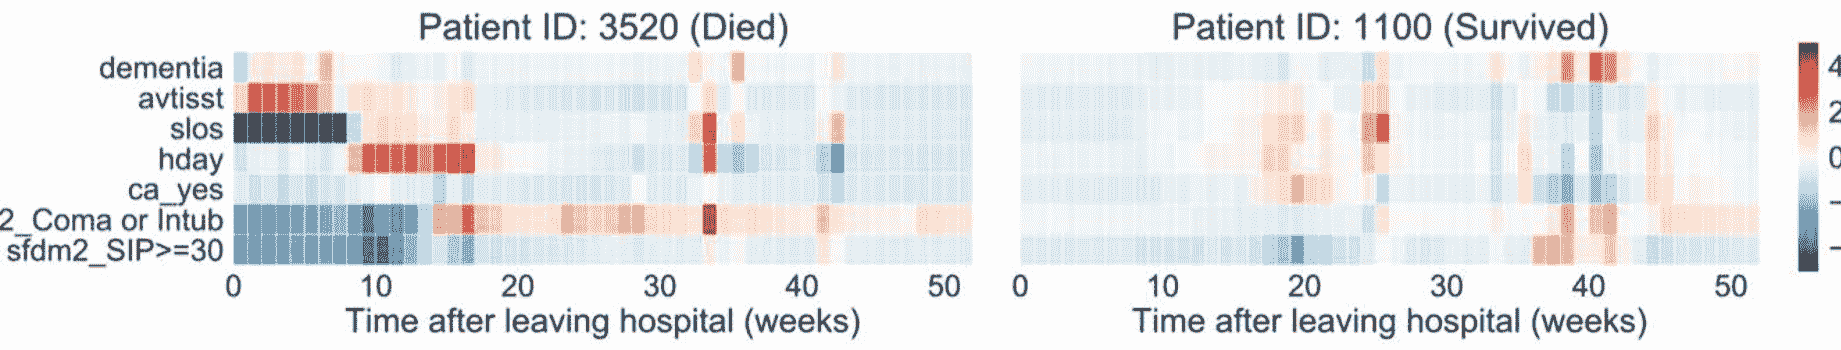 Patient ID: 3520 (Died)
Patient ID: 1100 (Survived)
dementia
avtisst
slos
hday
ca_yes
2_Coma or Intub
sfdm2_SIP>=30
0 10 20 30 40 50
0 10 20 30 40 50
Time after leaving hospital (weeks)
Time after leaving hospital (weeks)
4
2
0